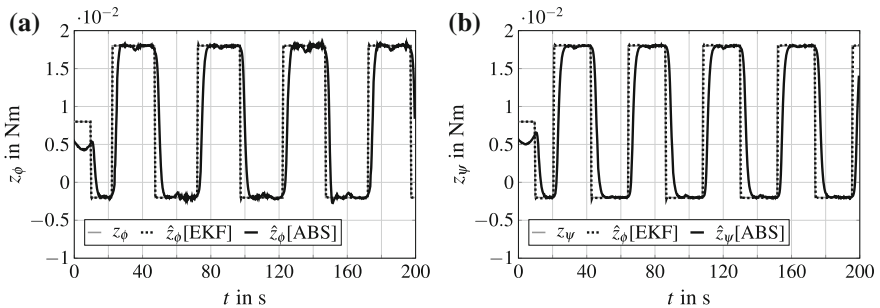 (a)
·10⁻²
2
1.5
1
0.5
0
−0.5
−1
z_ϕ in Nm
z_ϕ ẑ_ϕ[EKF] ẑ_ϕ[ABS]
0 40 80 120 160 200
t in s
(b)
·10⁻²
2
1.5
1
0.5
0
−0.5
−1
z_ψ in Nm
z_ψ ẑ_ϕ[EKF] ẑ_ψ[ABS]
0 40 80 120 160 200
t in s